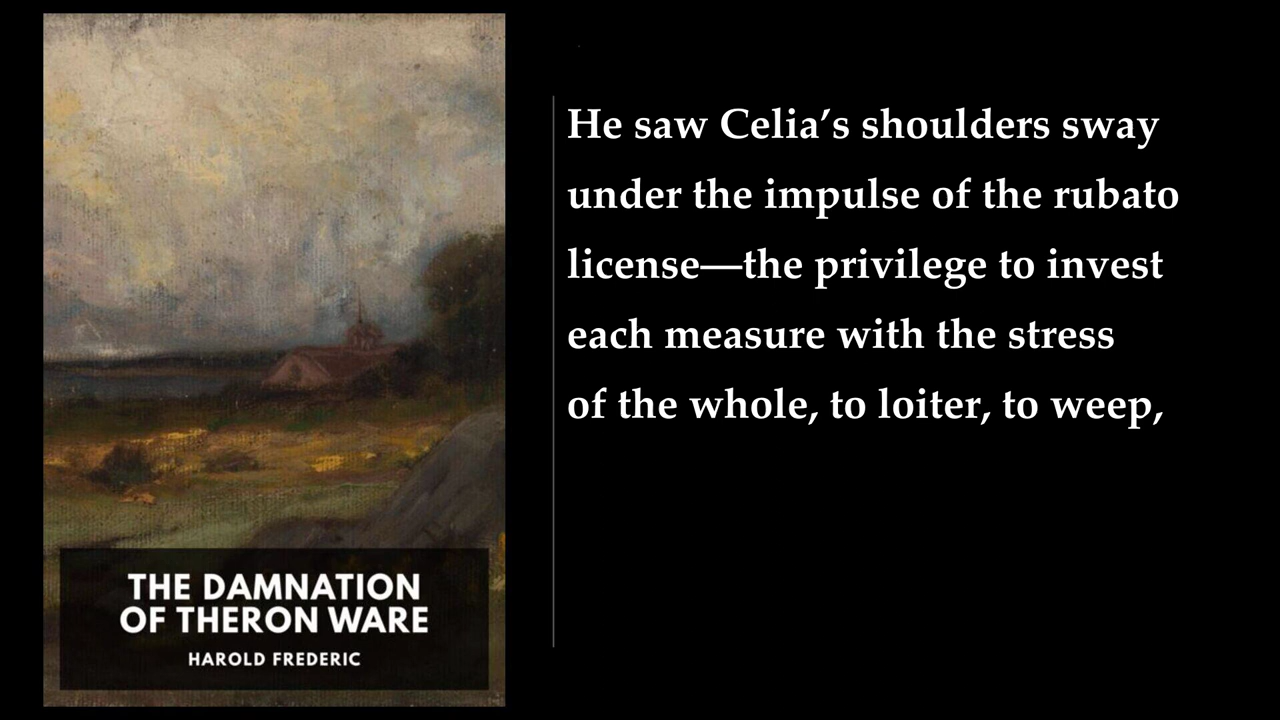 THE DAMNATION
OF THERON WARE
HAROLD FREDERIC
He saw Celia’s shoulders sway
under the impulse of the rubato
license—the privilege to invest
each measure with the stress
of the whole, to loiter, to weep,